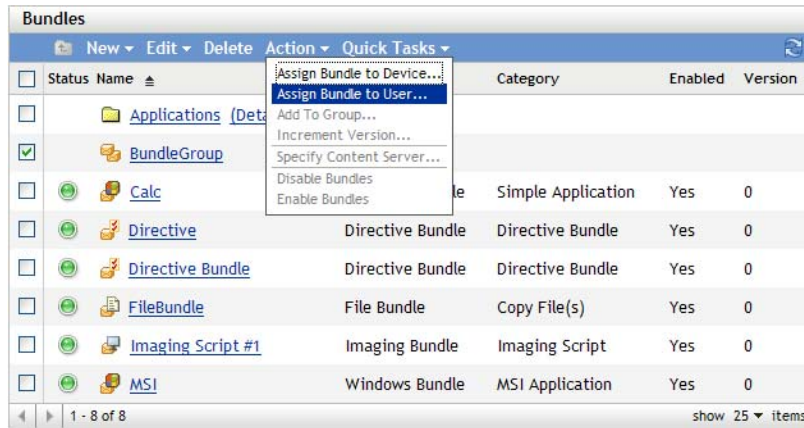 Bundles
New Edit Delete Action Quick Tasks
Status Name Category Enabled Version
Assign Bundle to Device...
Assign Bundle to User...
Add To Group...
Increment Version...
Specify Content Server...
Disable Bundles
Enable Bundles
Applications (Deta
BundleGroup
Calc le Simple Application Yes 0
Directive Directive Bundle Directive Bundle Yes 0
Directive Bundle Directive Bundle Directive Bundle Yes 0
FileBundle File Bundle Copy File(s) Yes 0
Imaging Script #1 Imaging Bundle Imaging Script Yes 0
MSI Windows Bundle MSI Application Yes 0
1 - 8 of 8 show 25 items